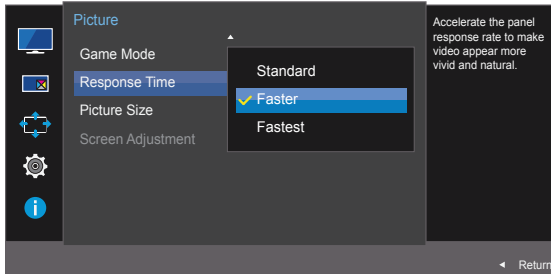 Picture
Game Mode
Response Time
Picture Size
Screen Adjustment
Standard
Faster
Fastest
Accelerate the panel
response rate to make
video appear more
vivid and natural.
Return